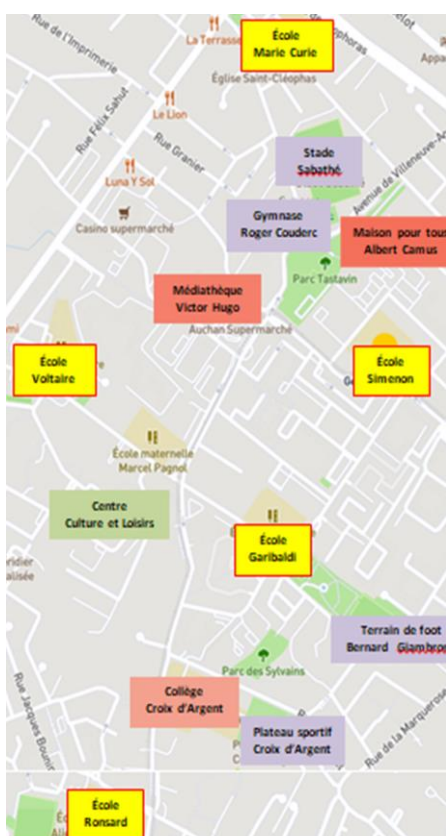 École
Marie Curie
La Terrasse
Rue de l'Imprimerie
Église Saint-Cléophas
Le Lion
Rue Félix Sahut
Rue Granier
Stade
Sabathé
Avenue de Villeneuve
Luna Y Sol
Casino supermarché
Gymnase
Roger Couderc
Maison pour tous
Albert Camus
Parc Tastavin
Médiathèque
Victor Hugo
Auchan Supermarché
École
Voltaire
École
Simenon
École maternelle
Marcel Pagnol
Centre
Culture et Loisirs
École
Garibaldi
Terrain de foot
Bernard Giambro
Parc des Sylvains
Collège
Croix d'Argent
Plateau sportif
Croix d'Argent
Rue de la Marquerose
Rue Jacques Bounin
École
Ronsard